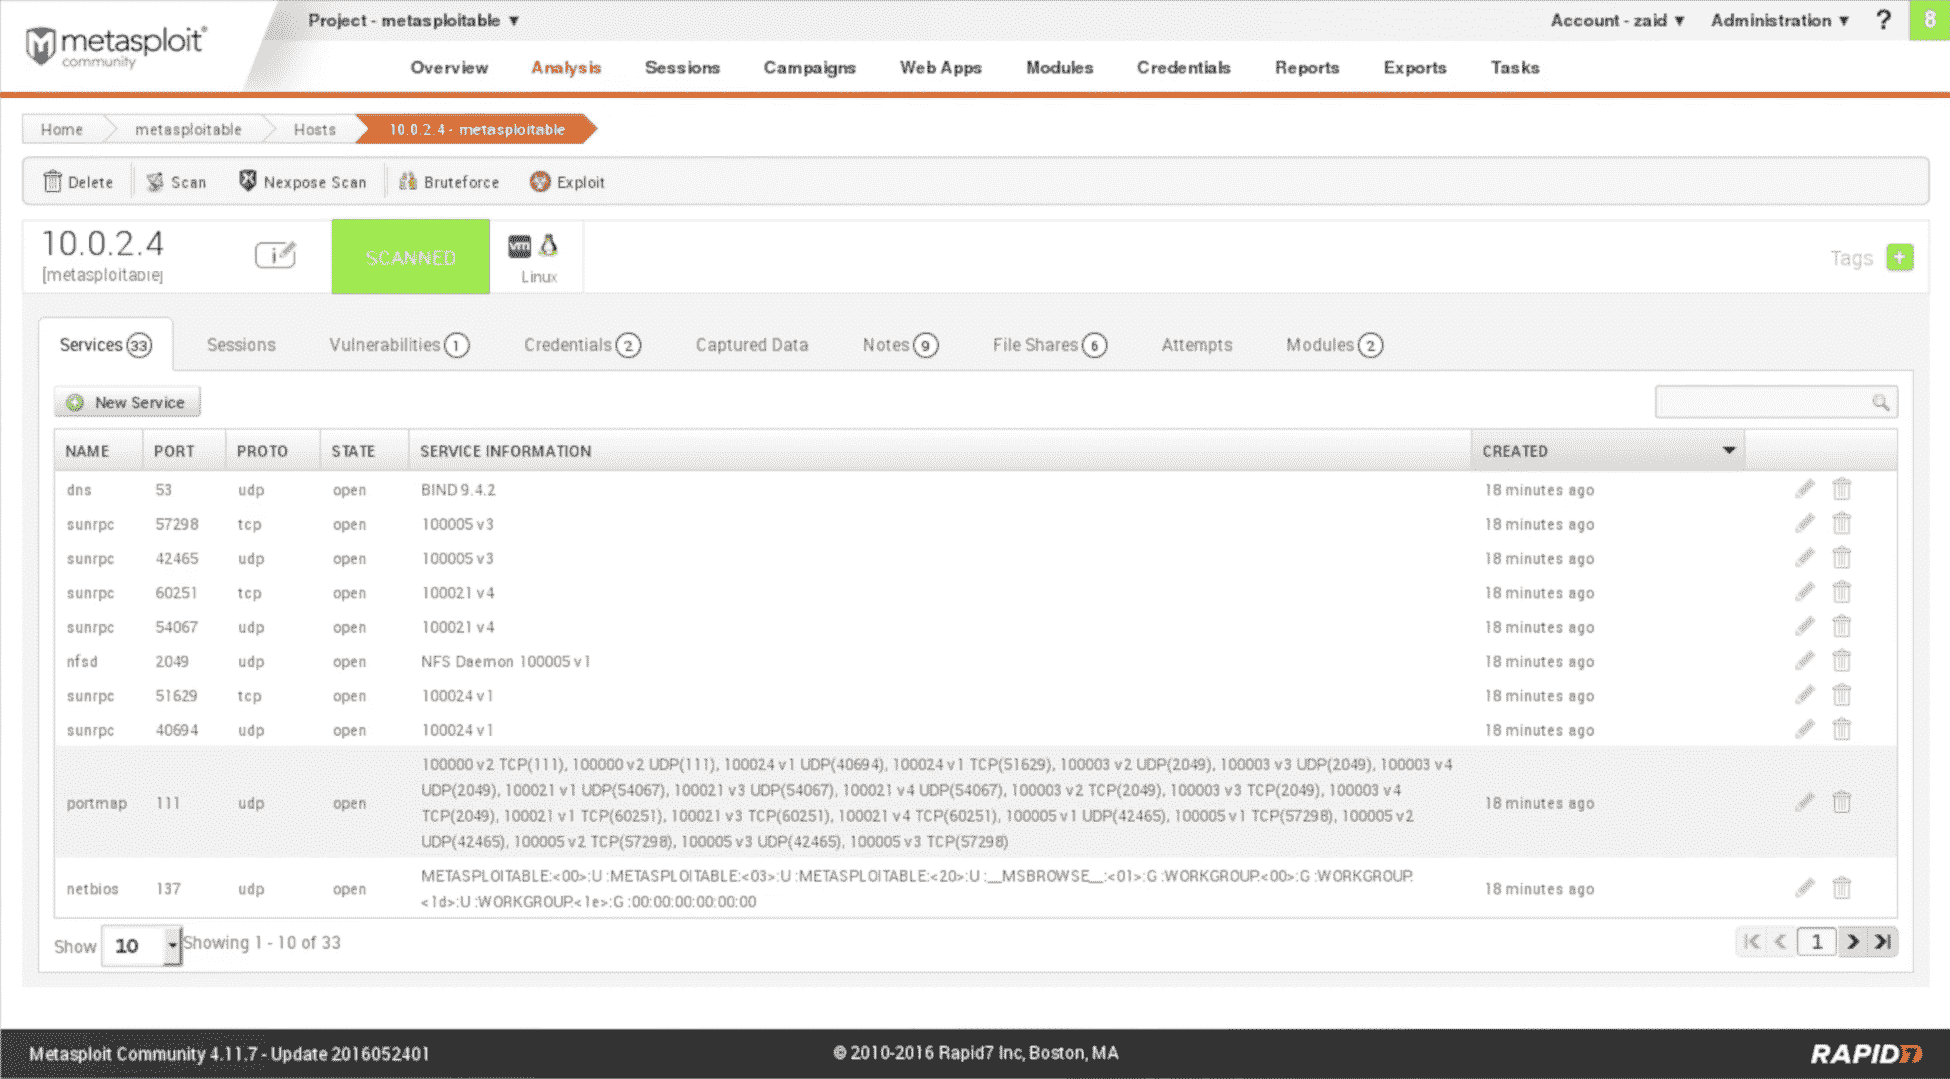 metasploit
community
Project - metasploitable ▼
Account - zaid ▼ Administration ▼ ? 8
Overview Analysis Sessions Campaigns Web Apps Modules Credentials Reports Exports Tasks
Home metasploitable Hosts 10.0.2.4 - metasploitable
Delete Scan Nexpose Scan Bruteforce Exploit
10.0.2.4
[metasploitable]
SCANNED
vm
Linux
Tags +
Services 33 Sessions Vulnerabilities 1 Credentials 2 Captured Data Notes 9 File Shares 6 Attempts Modules 2
New Service
NAME PORT PROTO STATE SERVICE INFORMATION CREATED
dns 53 udp open BIND 9.4.2 18 minutes ago
sunrpc 57298 tcp open 100005 v3 18 minutes ago
sunrpc 42465 udp open 100005 v3 18 minutes ago
sunrpc 60251 tcp open 100021 v4 18 minutes ago
sunrpc 54067 udp open 100021 v4 18 minutes ago
nfsd 2049 udp open NFS Daemon 100005 v1 18 minutes ago
sunrpc 51629 tcp open 100024 v1 18 minutes ago
sunrpc 40694 udp open 100024 v1 18 minutes ago
100000 v2 TCP(111), 100000 v2 UDP(111), 100024 v1 UDP(40694), 100024 v1 TCP(51629), 100003 v2 UDP(2049), 100003 v3 UDP(2049), 100003 v4
UDP(2049), 100021 v1 UDP(54067), 100021 v3 UDP(54067), 100021 v4 UDP(54067), 100003 v2 TCP(2049), 100003 v3 TCP(2049), 100003 v4
portmap 111 udp open
18 minutes ago
TCP(2049), 100021 v1 TCP(60251), 100021 v3 TCP(60251), 100021 v4 TCP(60251), 100005 v1 UDP(42465), 100005 v1 TCP(57298), 100005 v2
UDP(42465), 100005 v2 TCP(57298), 100005 v3 UDP(42465), 100005 v3 TCP(57298)
netbios 137 udp open
METASPLOITABLE:<00>:U :METASPLOITABLE:<03>:U :METASPLOITABLE:<20>:U :__MSBROWSE__:<01>:G :WORKGROUP:<00>:G :WORKGROUP:
<1d>:U :WORKGROUP:<1e>:G :00:00:00:00:00:00
18 minutes ago
Show 10 Showing 1 - 10 of 33
1
Metasploit Community 4.11.7 - Update 2016052401
© 2010-2016 Rapid7 Inc, Boston, MA
RAPID7